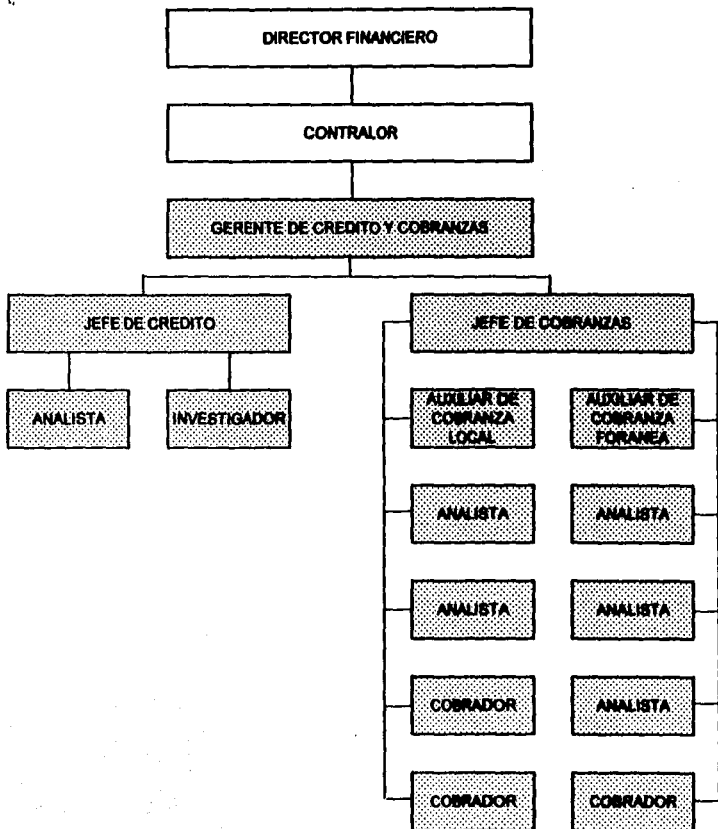 DIRECTOR FINANCIERO
CONTRALOR
GERENTE DE CREDITO Y COBRANZAS
JEFE DE CREDITO
JEFE DE COBRANZAS
ANALISTA
INVESTIGADOR
AUXILIAR DE
COBRANZA
LOCAL
AUXILIAR DE
COBRANZA
FORANEA
ANALISTA
ANALISTA
ANALISTA
ANALISTA
COBRADOR
ANALISTA
COBRADOR
COBRADOR